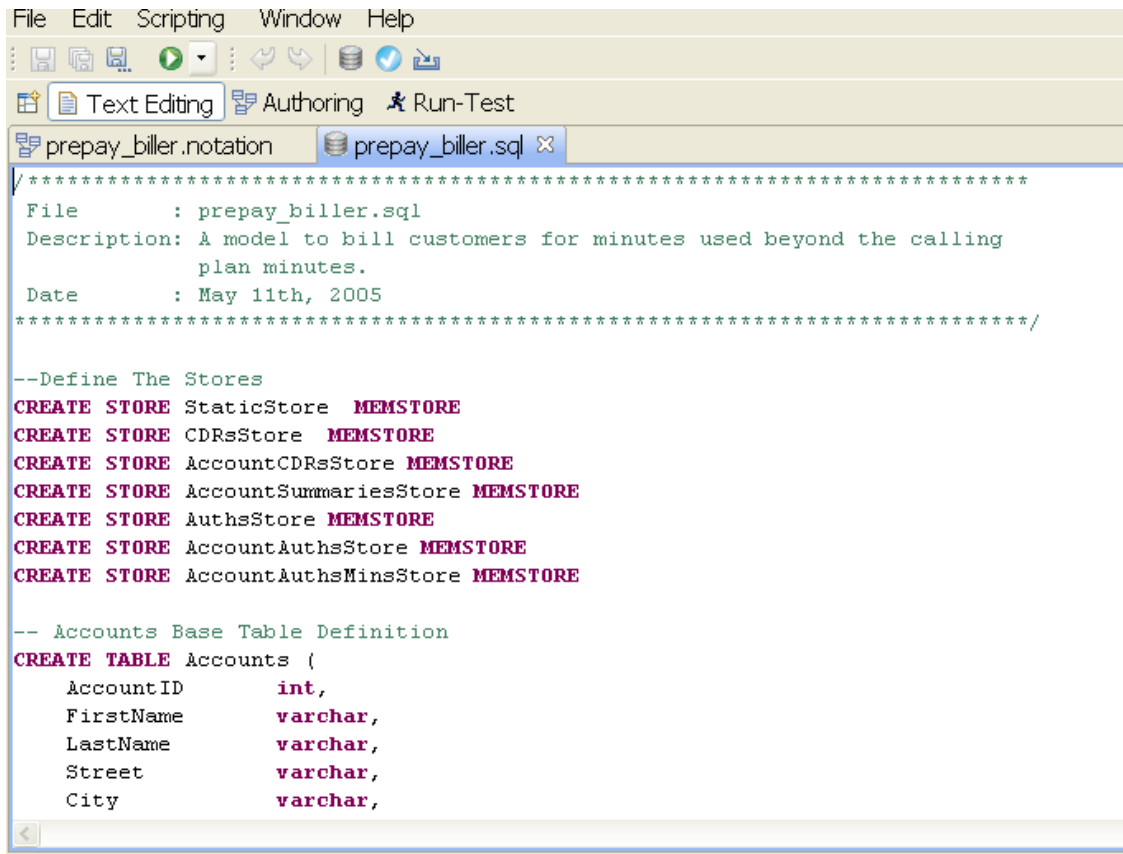 File Edit Scripting Window Help
Text Editing Authoring Run-Test
prepay_biller.notation prepay_biller.sql
/****************************************************************************
File : prepay_biller.sql
Description: A model to bill customers for minutes used beyond the calling
plan minutes.
Date : May 11th, 2005
*****************************************************************************/
--Define The Stores
CREATE STORE StaticStore MEMSTORE
CREATE STORE CDRsStore MEMSTORE
CREATE STORE AccountCDRsStore MEMSTORE
CREATE STORE AccountSummariesStore MEMSTORE
CREATE STORE AuthsStore MEMSTORE
CREATE STORE AccountAuthsStore MEMSTORE
CREATE STORE AccountAuthsMinsStore MEMSTORE
-- Accounts Base Table Definition
CREATE TABLE Accounts (
AccountID int,
FirstName varchar,
LastName varchar,
Street varchar,
City varchar,